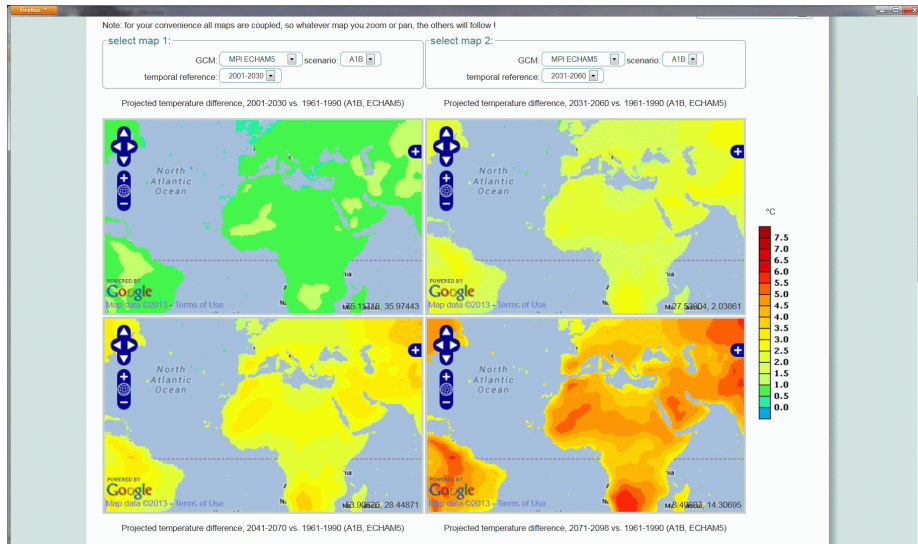 firefox
Note: for your convenience all maps are coupled, so whatever map you zoom or pan, the others will follow !
select map 1:
GCM: MPI ECHAM5 scenario: A1B
temporal reference: 2001-2030
select map 2:
GCM: MPI ECHAM5 scenario: A1B
temporal reference: 2031-2060
Projected temperature difference, 2001-2030 vs. 1961-1990 (A1B, ECHAM5)
Projected temperature difference, 2031-2060 vs. 1961-1990 (A1B, ECHAM5)
North
Atlantic
Ocean
POWERED BY
Google
Map data ©2013 - Terms of Use
35.97443
North
Atlantic
Ocean
POWERED BY
Google
Map data ©2013 - Terms of Use
2.03861
°C
7.5
7.0
6.5
6.0
5.5
5.0
4.5
4.0
3.5
3.0
2.5
2.0
1.5
1.0
0.5
0.0
North
Atlantic
Ocean
POWERED BY
Google
Map data ©2013 - Terms of Use
28.44871
North
Atlantic
Ocean
POWERED BY
Google
Map data ©2013 - Terms of Use
14.30695
Projected temperature difference, 2041-2070 vs. 1961-1990 (A1B, ECHAM5)
Projected temperature difference, 2071-2098 vs. 1961-1990 (A1B, ECHAM5)